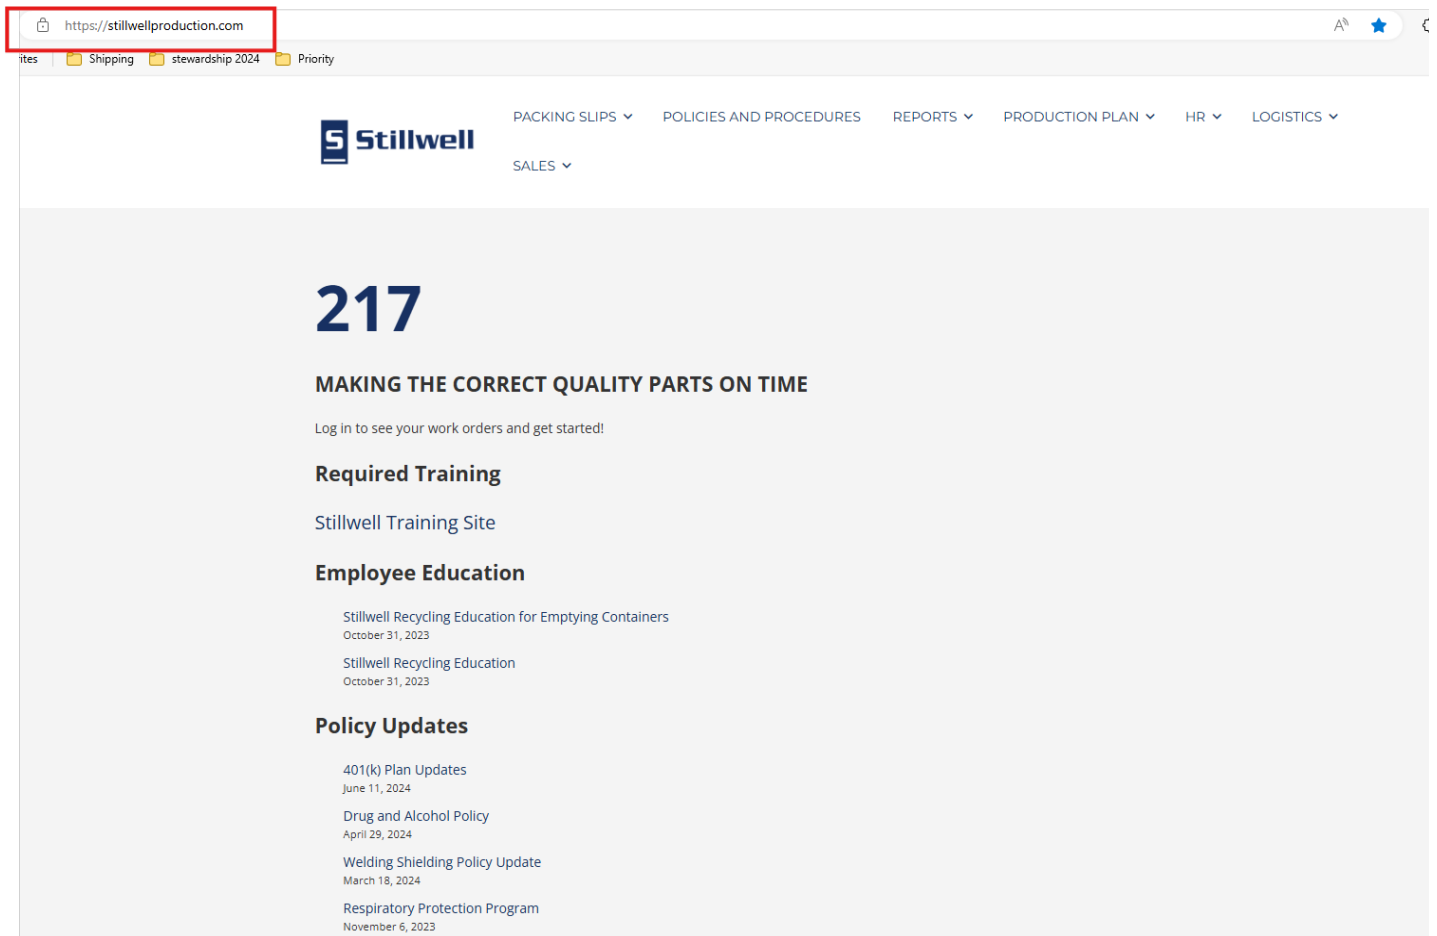 https://stillwellproduction.com
ites Shipping stewardship 2024 Priority
Stillwell
PACKING SLIPS POLICIES AND PROCEDURES REPORTS PRODUCTION PLAN HR LOGISTICS
SALES
217
MAKING THE CORRECT QUALITY PARTS ON TIME
Log in to see your work orders and get started!
Required Training
Stillwell Training Site
Employee Education
Stillwell Recycling Education for Emptying Containers
October 31, 2023
Stillwell Recycling Education
October 31, 2023
Policy Updates
401(k) Plan Updates
June 11, 2024
Drug and Alcohol Policy
April 29, 2024
Welding Shielding Policy Update
March 18, 2024
Respiratory Protection Program
November 6, 2023